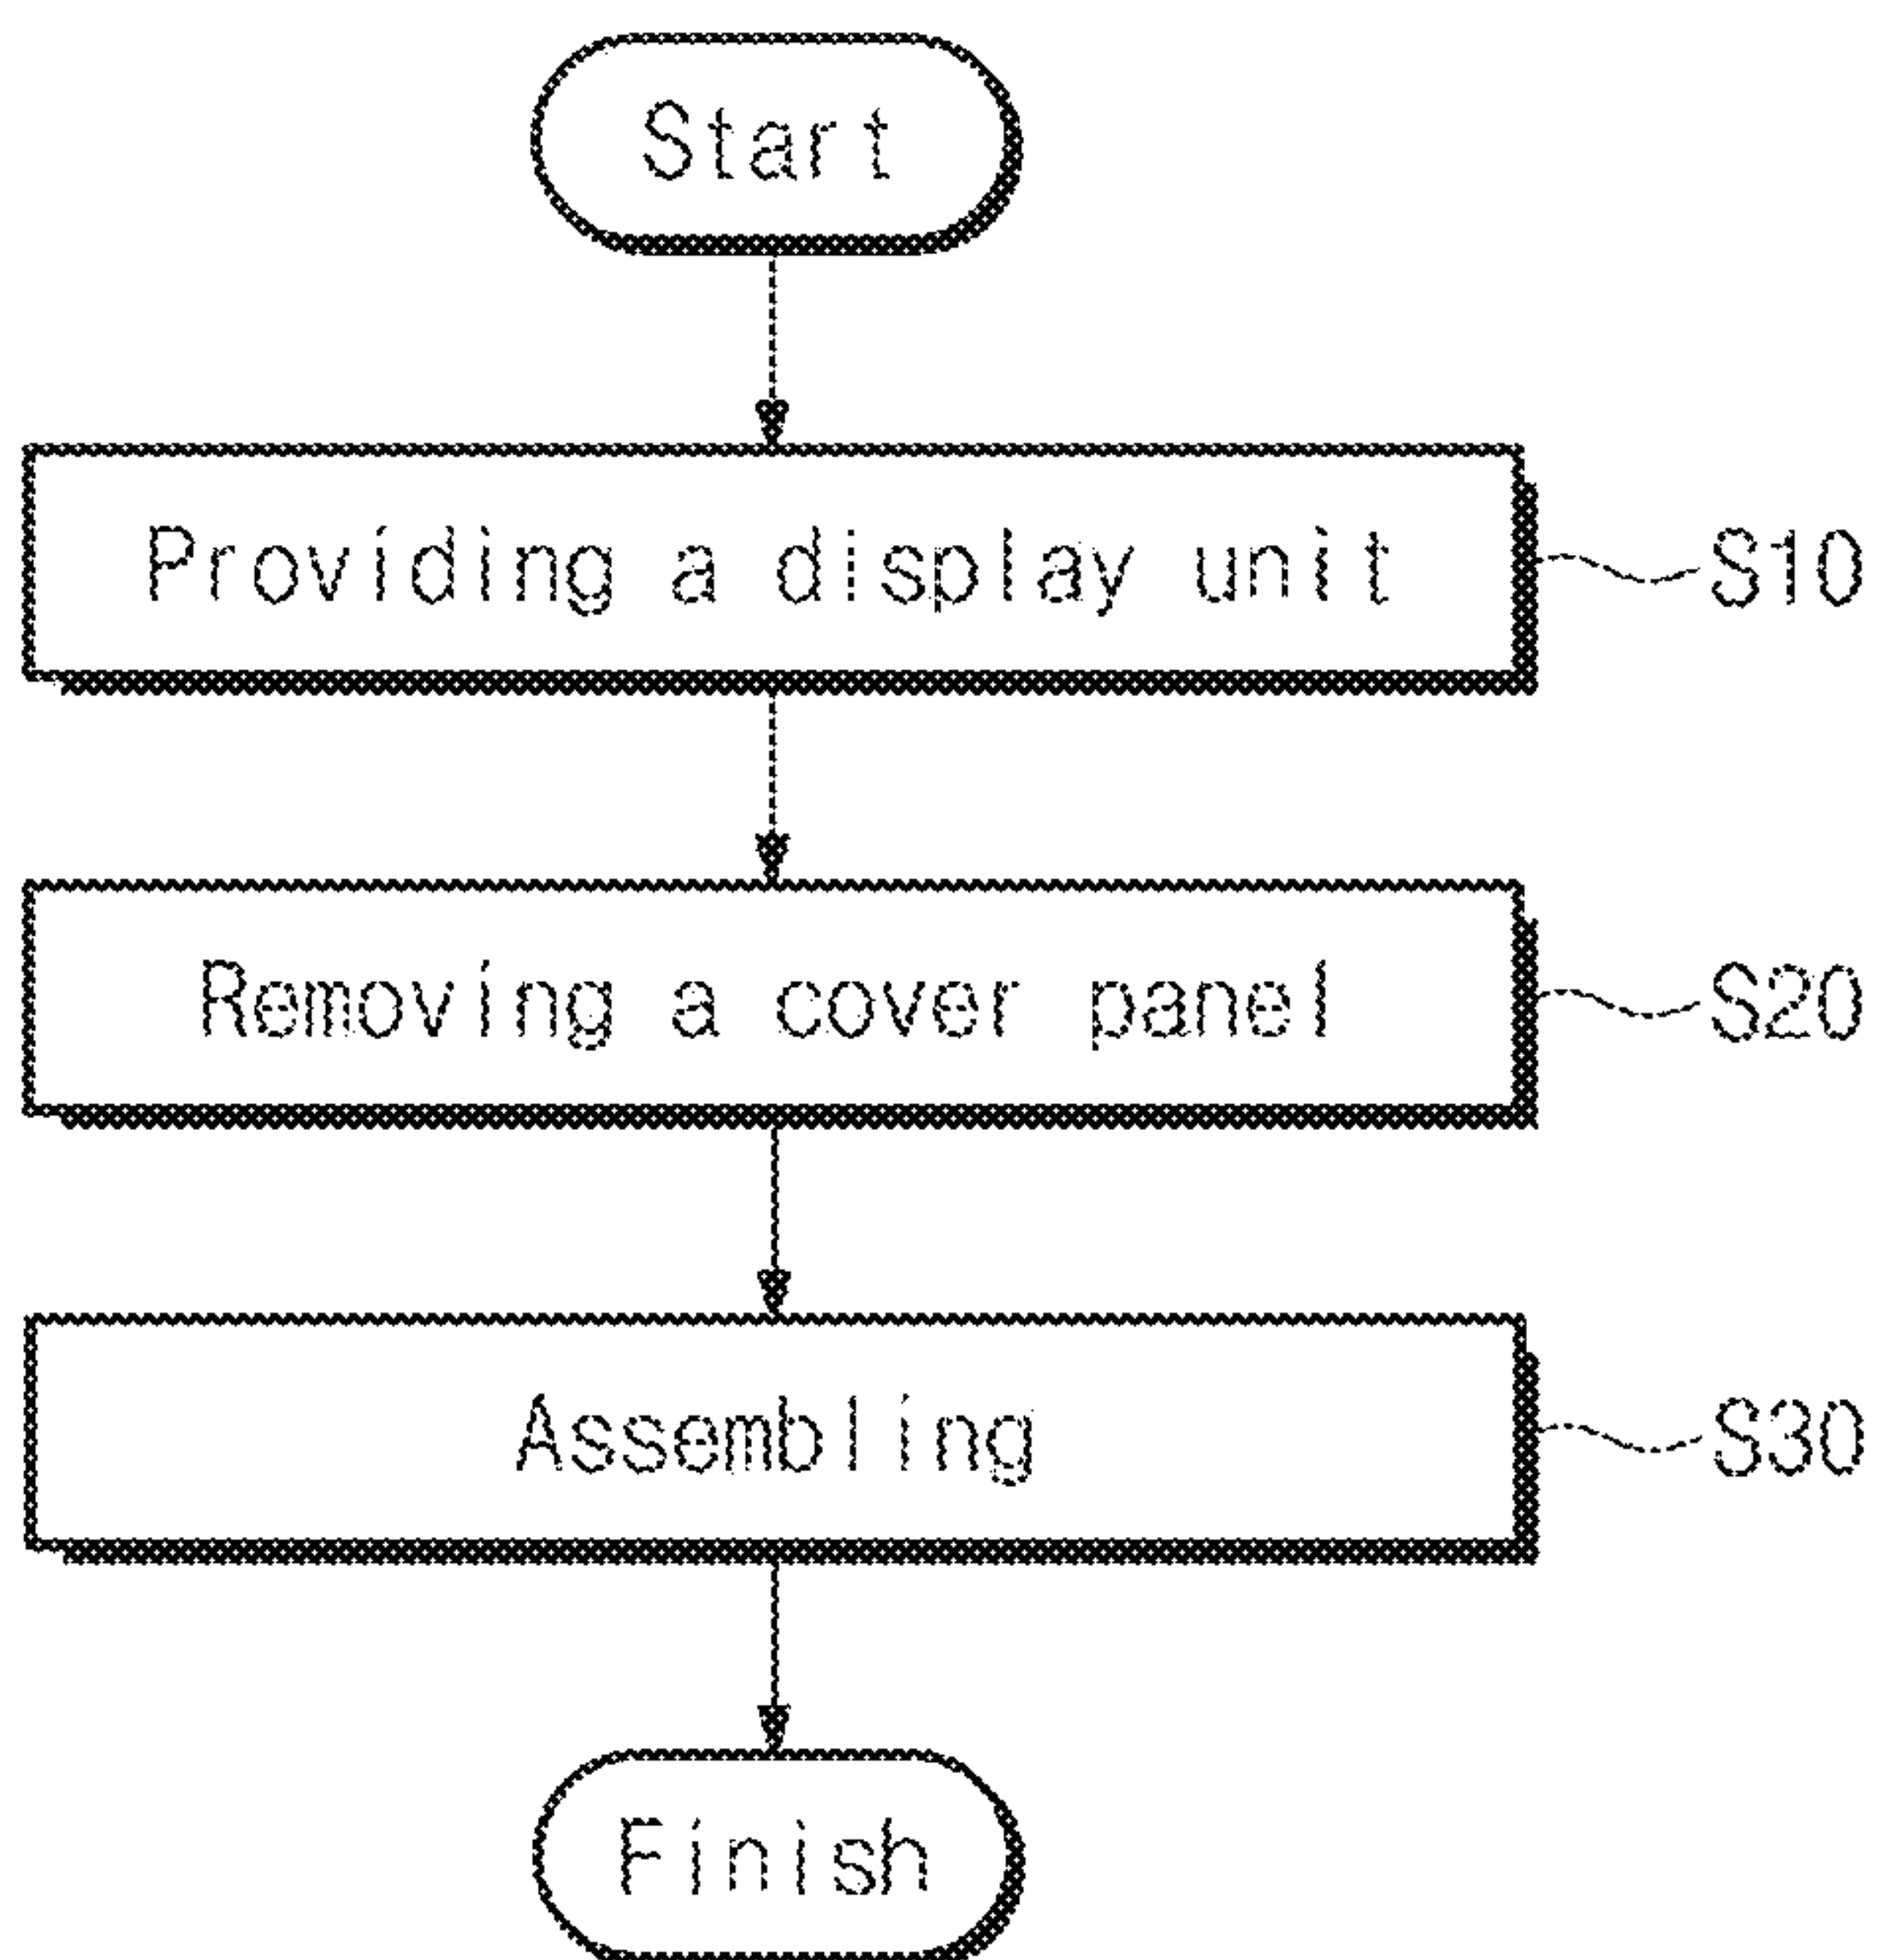 Start
Providing a display unit
S10
Removing a cover panel
S20
Assembling
S30
Finish